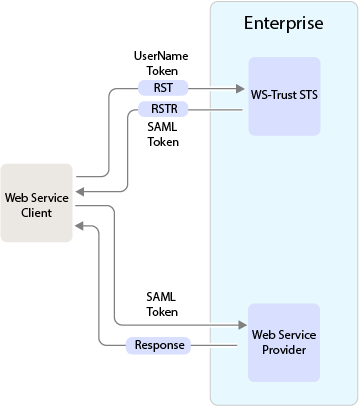 Enterprise
UserName
Token
RST
WS-Trust STS
RSTR
SAML
Token
Web Service
Client
SAML
Token
Web Service
Provider
Response